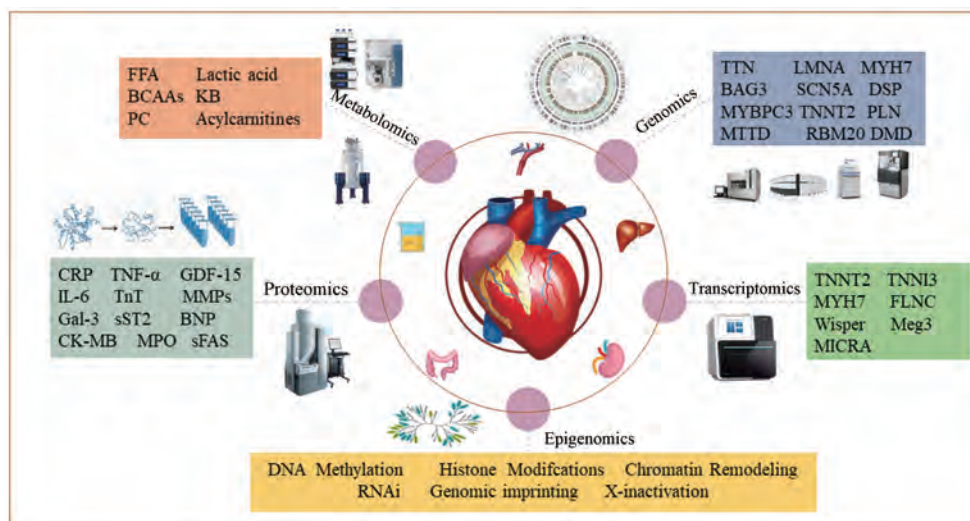 FFA Lactic acid
BCAAs KB
PC Acylcarnitines
Metabolomics
Genomics
TTN LMNA MYH7
BAG3 SCN5A DSP
MYBPC3 TNNT2 PLN
MTTD RBM20 DMD
CRP TNF-α GDF-15
IL-6 TnT MMPs
Gal-3 sST2 BNP
CK-MB MPO sFAS
Proteomics
Transcriptomics
TNNT2 TNNI3
MYH7 FLNC
Wisper Meg3
MICRA
Epigenomics
DNA Methylation Histone Modifcations Chromatin Remodeling
RNAi Genomic imprinting X-inactivation